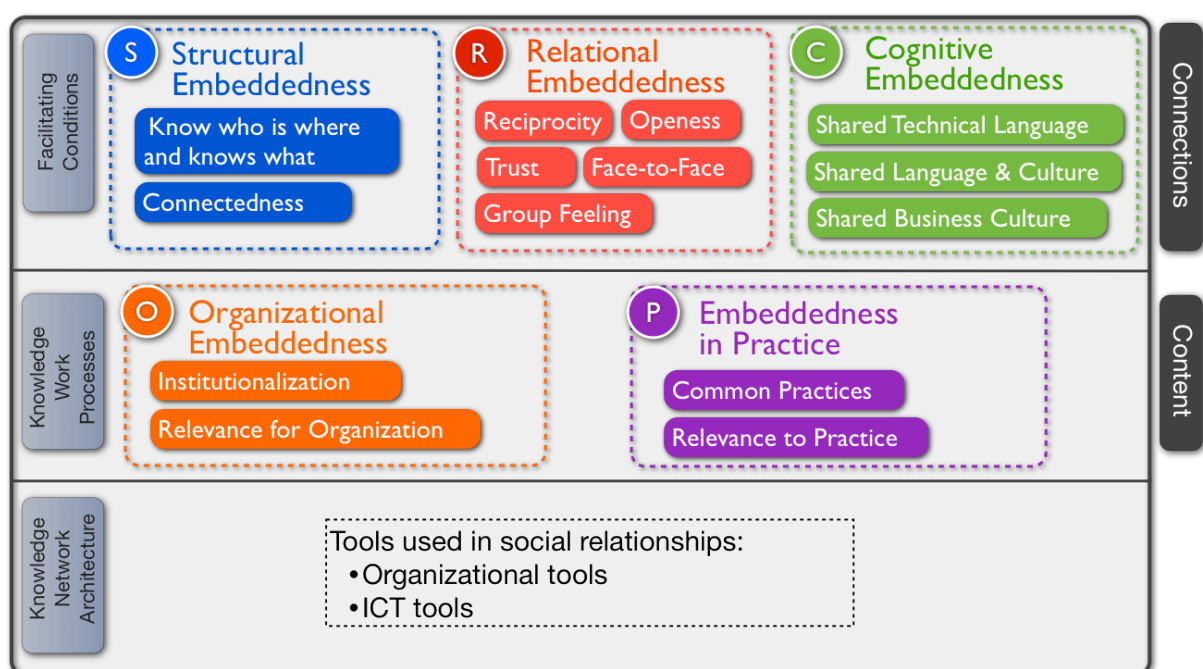 Facilitating
Conditions
S
Structural
Embeddedness
Know who is where
and knows what
Connectedness
R
Relational
Embeddedness
Reciprocity
Openess
Trust
Face-to-Face
Group Feeling
C
Cognitive
Embeddedness
Shared Technical Language
Shared Language & Culture
Shared Business Culture
Connections
Knowledge
Work
Processes
O
Organizational
Embeddedness
Institutionalization
Relevance for Organization
P
Embeddedness
in Practice
Common Practices
Relevance to Practice
Content
Knowledge
Network
Architecture
Tools used in social relationships:
•Organizational tools
•ICT tools